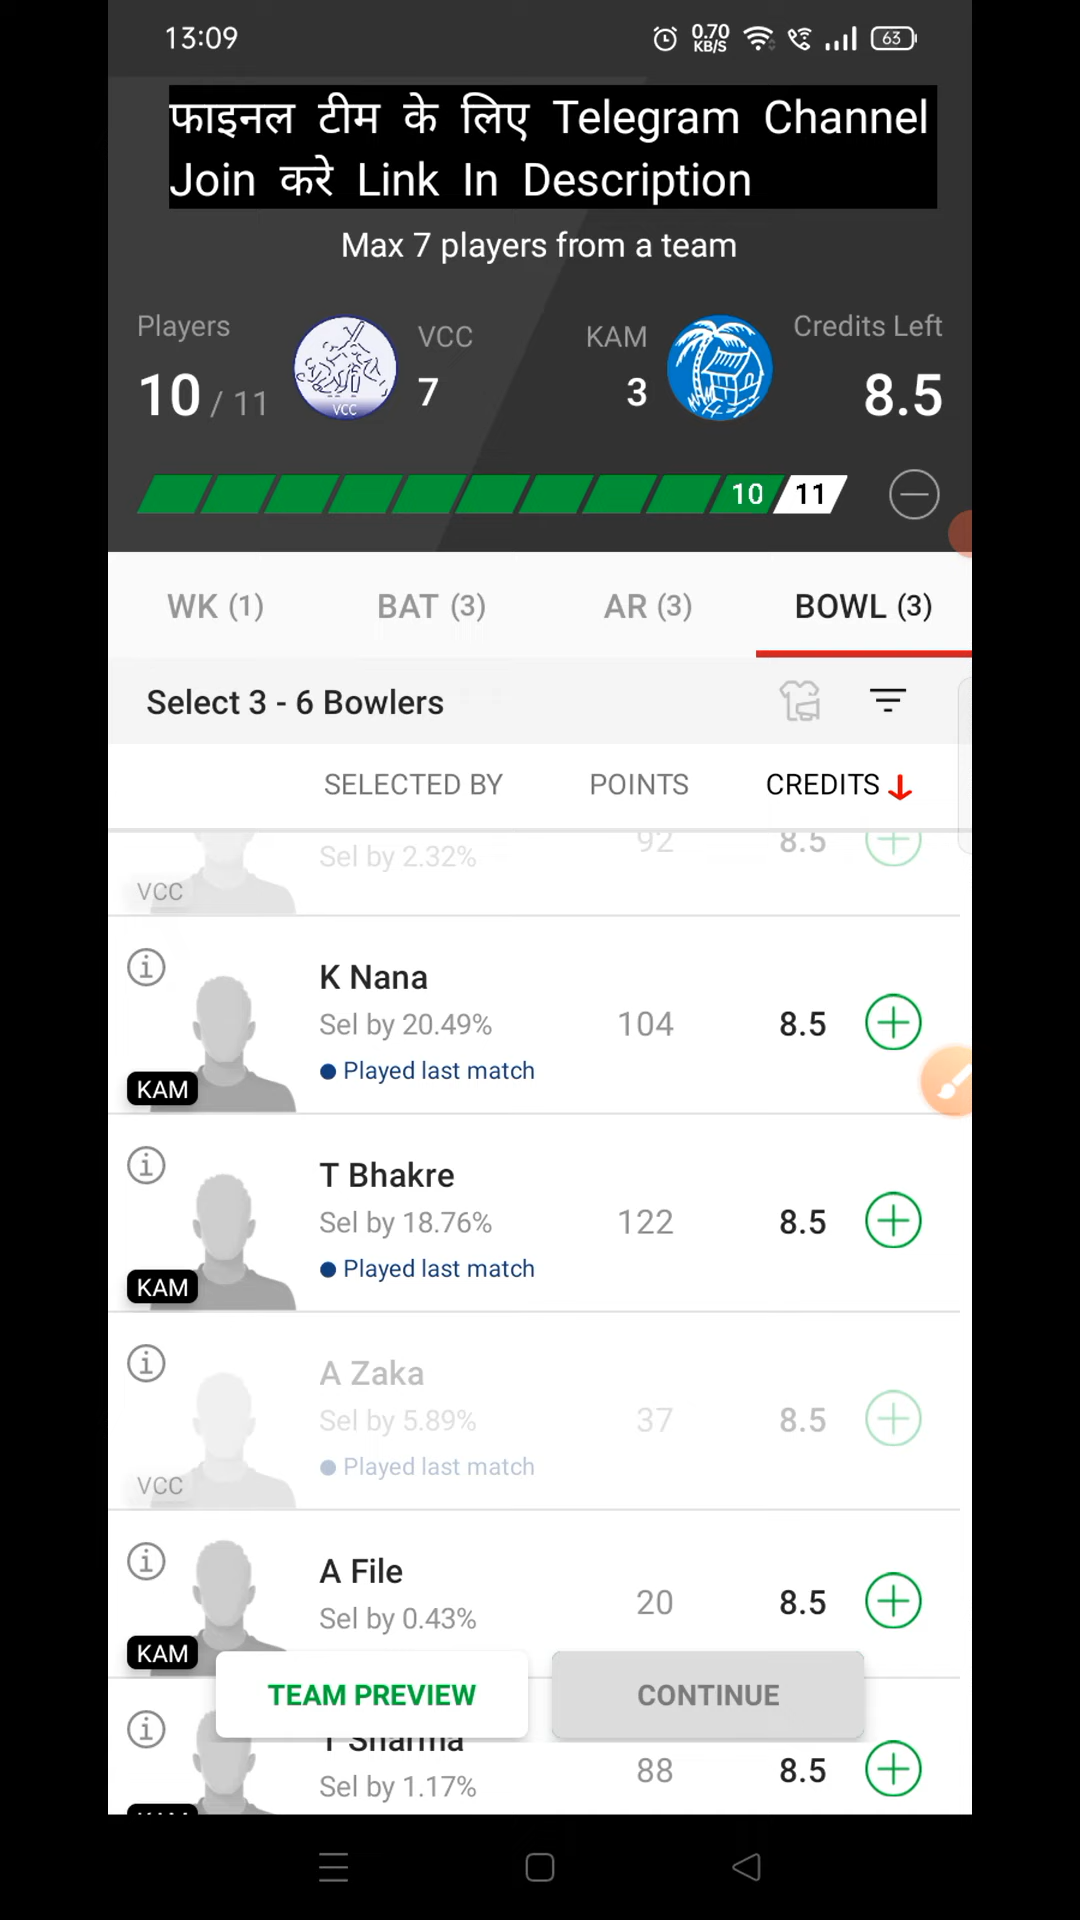 13:09 0.70 KB/S 63
फाइनल टीम के लिए Telegram Channel
Join करे Link In Description
Max 7 players from a team
Players VCC KAM Credits Left
10 / 11 VCC 7 3 8.5
10 11
WK (1) BAT (3) AR (3) BOWL (3)
Select 3 - 6 Bowlers
SELECTED BY POINTS CREDITS
Sel by 2.32% 92 8.5
VCC
K Nana
Sel by 20.49% 104 8.5
Played last match
KAM
T Bhakre
Sel by 18.76% 122 8.5
Played last match
KAM
A Zaka
Sel by 5.89% 37 8.5
Played last match
VCC
A File
Sel by 0.43% 20 8.5
KAM
TEAM PREVIEW CONTINUE
T Sharma
Sel by 1.17% 88 8.5